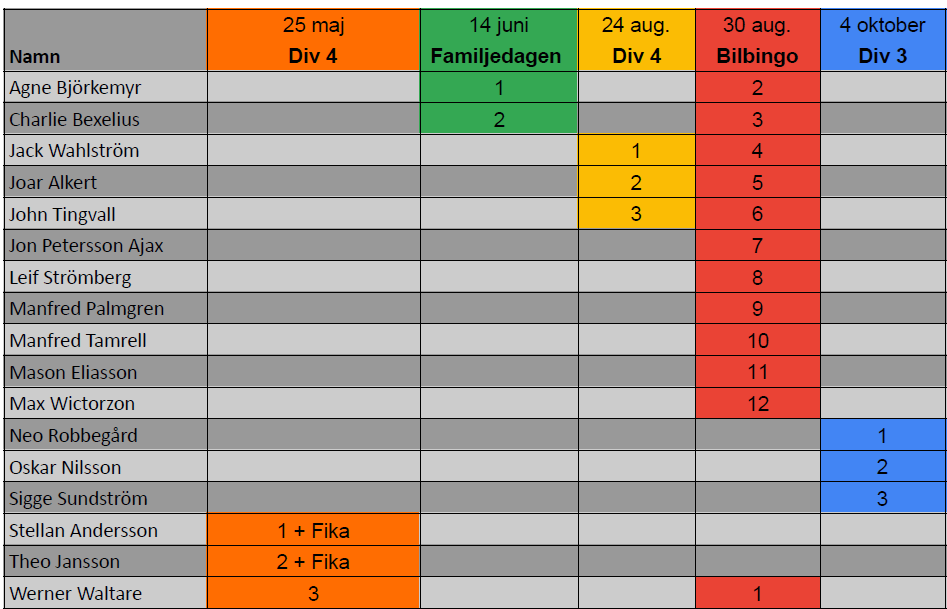 Namn 25 maj Div 4 14 juni Familjedagen 24 aug. Div 4 30 aug. Bilbingo 4 oktober Div 3
Agne Björkemyr 1 2
Charlie Bexelius 2 3
Jack Wahlström 1 4
Joar Alkert 2 5
John Tingvall 3 6
Jon Petersson Ajax 7
Leif Strömberg 8
Manfred Palmgren 9
Manfred Tamrell 10
Mason Eliasson 11
Max Wictorzon 12
Neo Robbegård 1
Oskar Nilsson 2
Sigge Sundström 3
Stellan Andersson 1 + Fika
Theo Jansson 2 + Fika
Werner Waltare 3 1